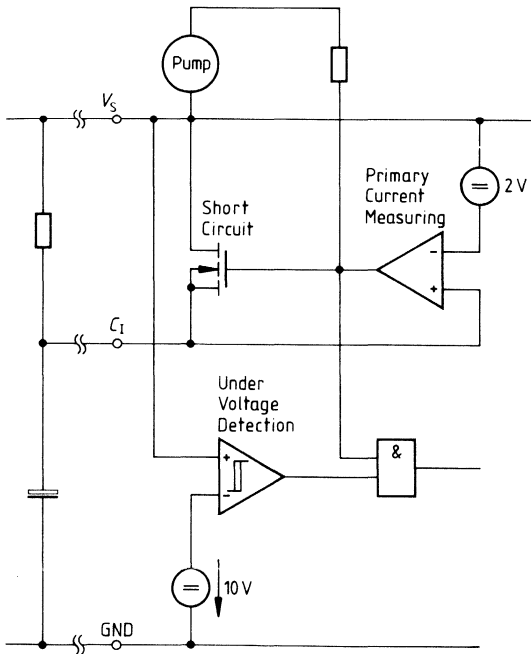 Pump
V_S
2 V
Primary
Current
Measuring
Short
Circuit
-
+
C_I
Under
Voltage
Detection
&
+
-
10 V
GND